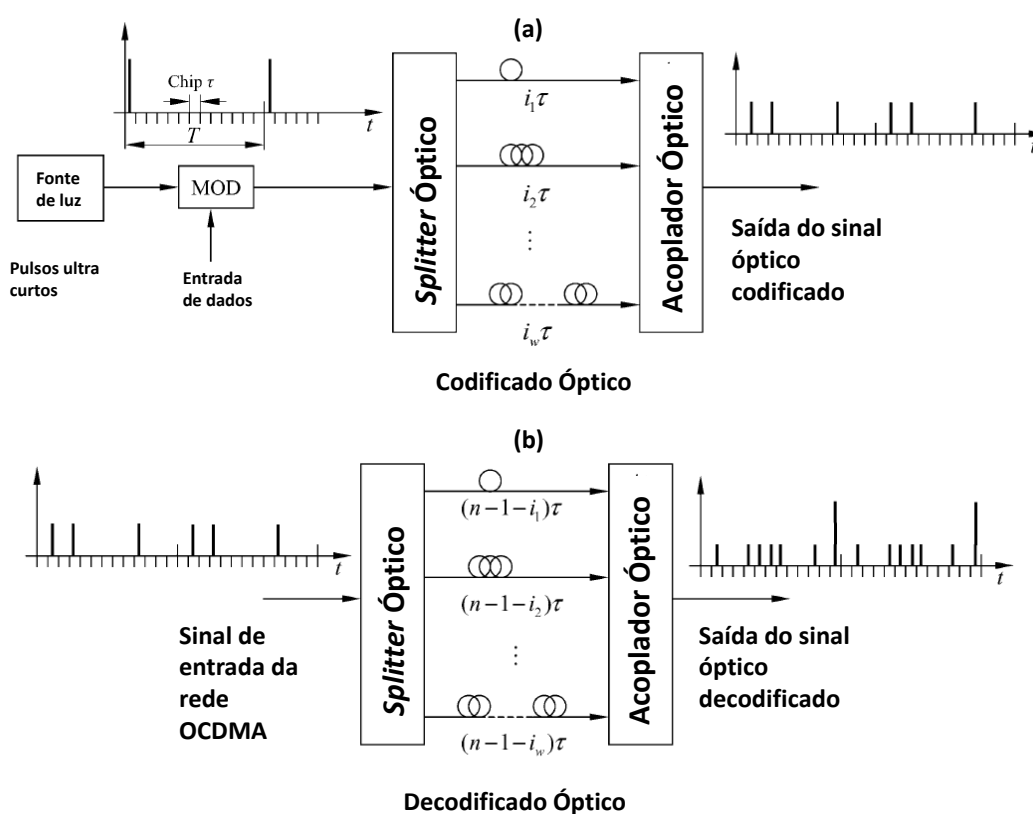 (a)
Chip τ
T
t
Fonte
de luz
MOD
Pulsos ultra
curtos
Entrada
de dados
Splitter Óptico
i₁τ
i₂τ
⋮
i_wτ
Acoplador Óptico
t
Saída do sinal
óptico
codificado
Codificado Óptico
(b)
t
Sinal de
entrada da
rede
OCDMA
Splitter Óptico
(n−1−i₁)τ
(n−1−i₂)τ
⋮
(n−1−i_w)τ
Acoplador Óptico
t
Saída do sinal
óptico
decodificado
Decodificado Óptico